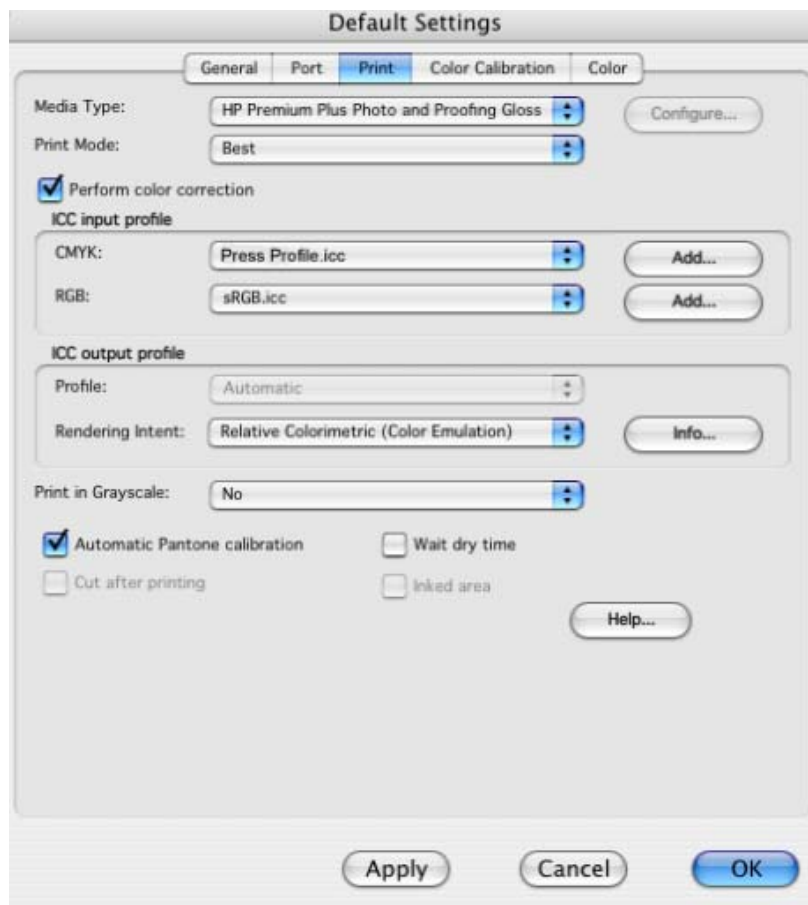 Default Settings
General Port Print Color Calibration Color
Media Type: HP Premium Plus Photo and Proofing Gloss Configure...
Print Mode: Best
Perform color correction
ICC input profile
CMYK: Press Profile.icc Add...
RGB: sRGB.icc Add...
ICC output profile
Profile: Automatic
Rendering Intent: Relative Colorimetric (Color Emulation) Info...
Print in Grayscale: No
Automatic Pantone calibration Wait dry time
Cut after printing Inked area
Help...
Apply Cancel OK